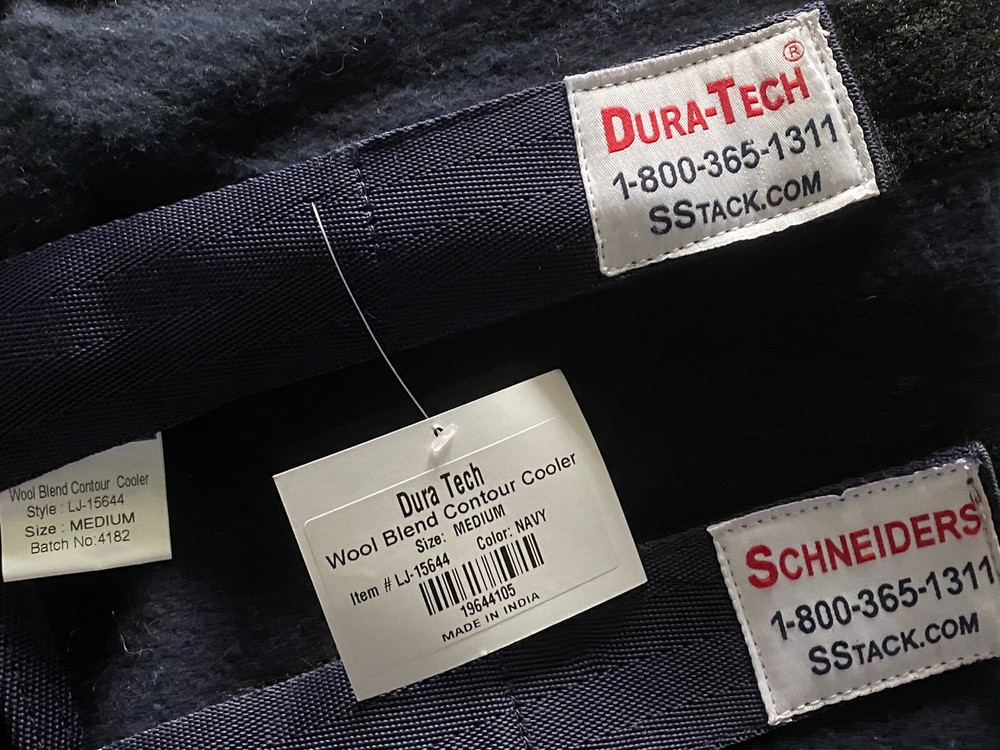 DURA-TECH®
1-800-365-1311
SSTACK.COM
Wool Blend Contour Cooler
Style : LJ-15644
Size : MEDIUM
Batch No:4182
Dura Tech
Wool Blend Contour Cooler
Size: MEDIUM
Item # LJ-15644 Color: NAVY
19644105
MADE IN INDIA
SCHNEIDERS
1-800-365-1311
SSTACK.COM